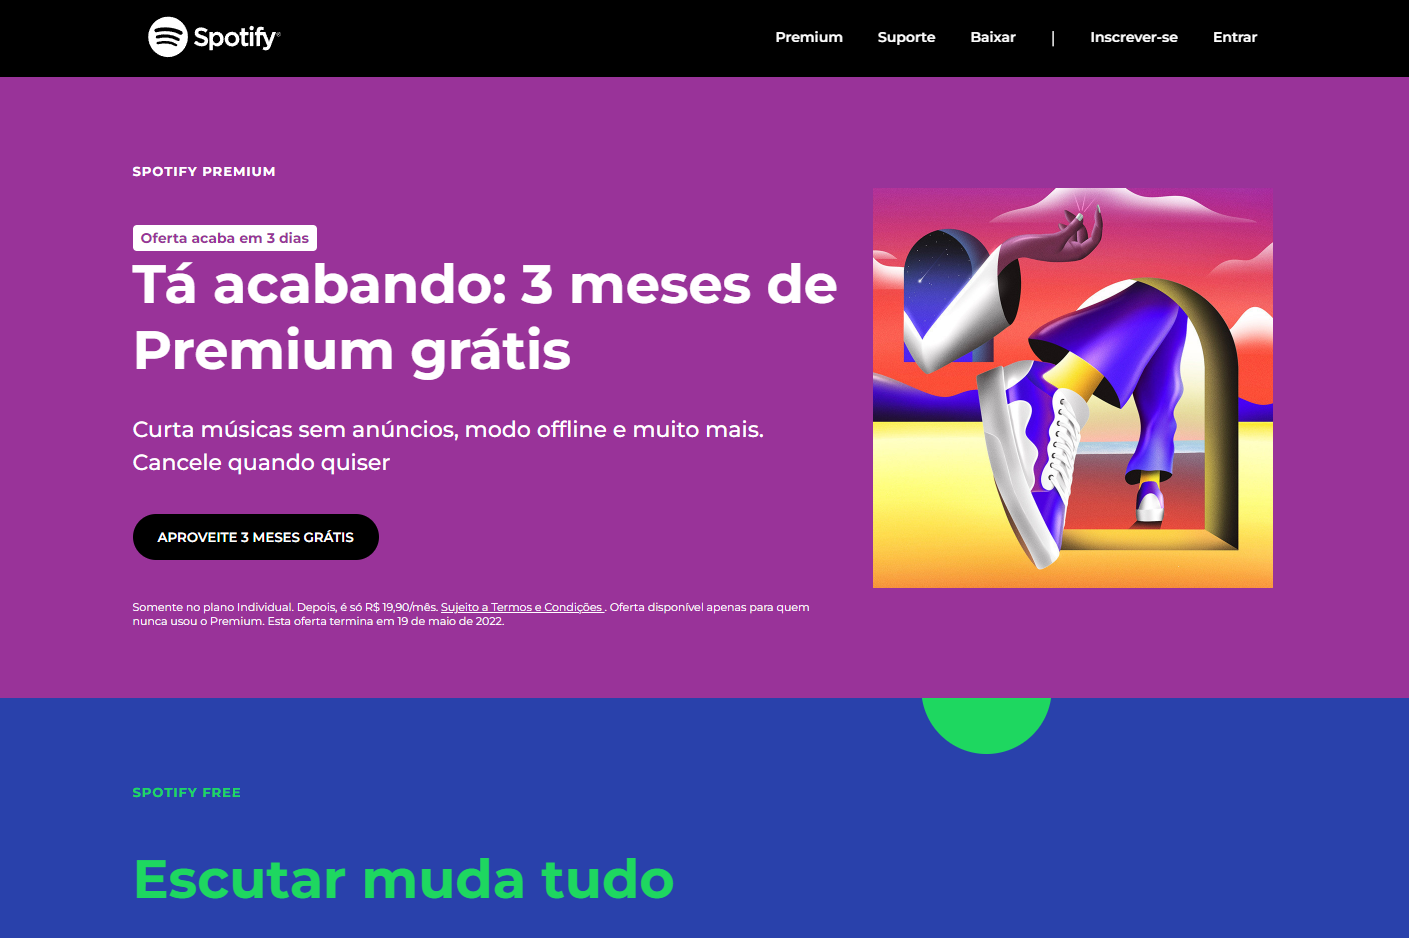 Spotify®
Premium Suporte Baixar | Inscrever-se Entrar
SPOTIFY PREMIUM
Oferta acaba em 3 dias
Tá acabando: 3 meses de
Premium grátis
Curta músicas sem anúncios, modo offline e muito mais.
Cancele quando quiser
APROVEITE 3 MESES GRÁTIS
Somente no plano Individual. Depois, é só R$ 19,90/mês. Sujeito a Termos e Condições . Oferta disponível apenas para quem
nunca usou o Premium. Esta oferta termina em 19 de maio de 2022.
SPOTIFY FREE
Escutar muda tudo